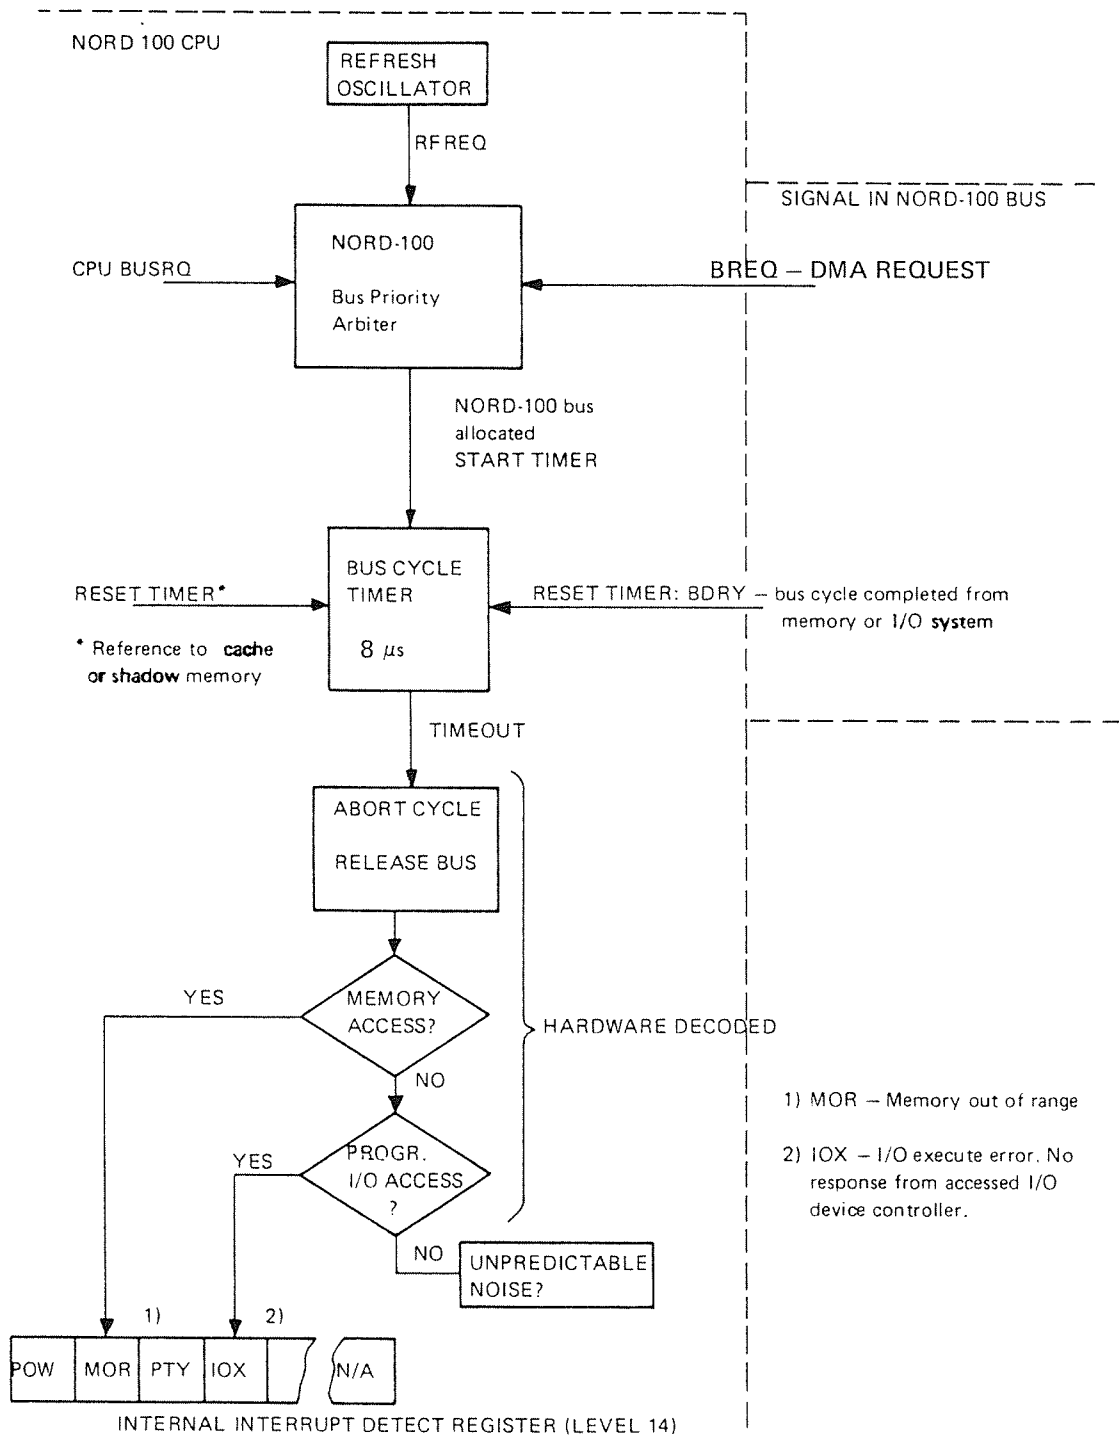 NORD 100 CPU
REFRESH
OSCILLATOR
RFREQ
SIGNAL IN NORD-100 BUS
NORD-100
Bus Priority
Arbiter
CPU BUSRQ
BREQ – DMA REQUEST
NORD-100 bus
allocated
START TIMER
BUS CYCLE
TIMER
8 μs
RESET TIMER*
* Reference to cache
or shadow memory
RESET TIMER: BDRY – bus cycle completed from
memory or I/O system
TIMEOUT
ABORT CYCLE
RELEASE BUS
MEMORY
ACCESS?
YES
NO
HARDWARE DECODED
PROGR.
I/O ACCESS
?
YES
NO
UNPREDICTABLE
NOISE?
1) MOR – Memory out of range
2) IOX – I/O execute error. No
response from accessed I/O
device controller.
1) 2)
POW MOR PTY IOX N/A
INTERNAL INTERRUPT DETECT REGISTER (LEVEL 14)